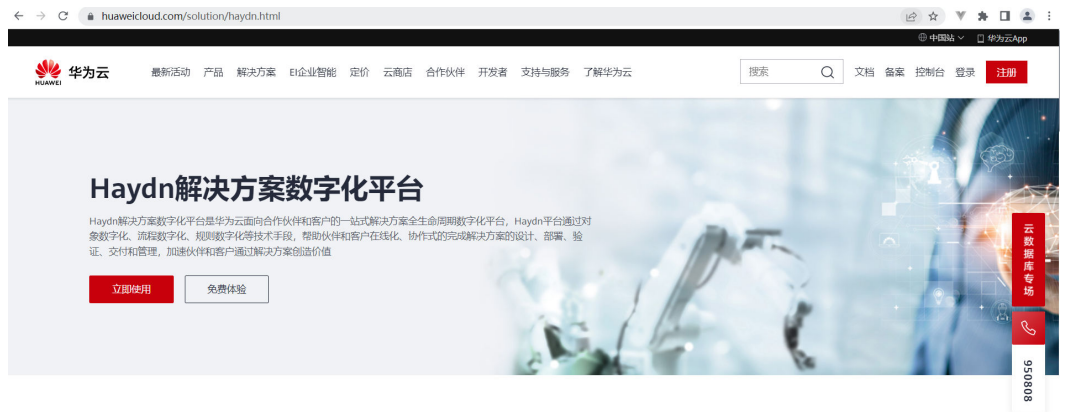 huaweicloud.com/solution/haydn.html
中国站 华为云App
HUAWEI 华为云 最新活动 产品 解决方案 EI企业智能 定价 云商店 合作伙伴 开发者 支持与服务 了解华为云 搜索 文档 备案 控制台 登录 注册
Haydn解决方案数字化平台
Haydn解决方案数字化平台是华为云面向合作伙伴和客户的一站式解决方案全生命周期数字化平台，Haydn平台通过对
象数字化、流程数字化、规则数字化等技术手段，帮助伙伴和客户在线化、协作式的完成解决方案的设计、部署、验
证、交付和管理，加速伙伴和客户通过解决方案创造价值
立即使用 免费体验
云数据库专场
950808